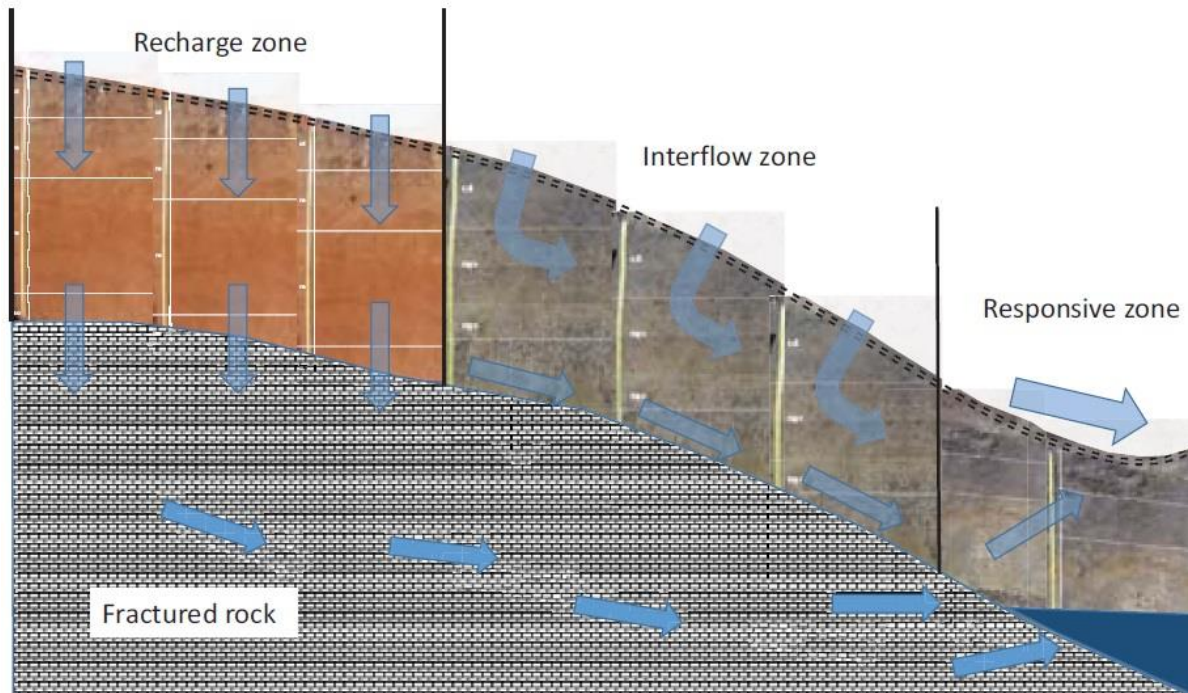 Recharge zone
Interflow zone
Responsive zone
Fractured rock